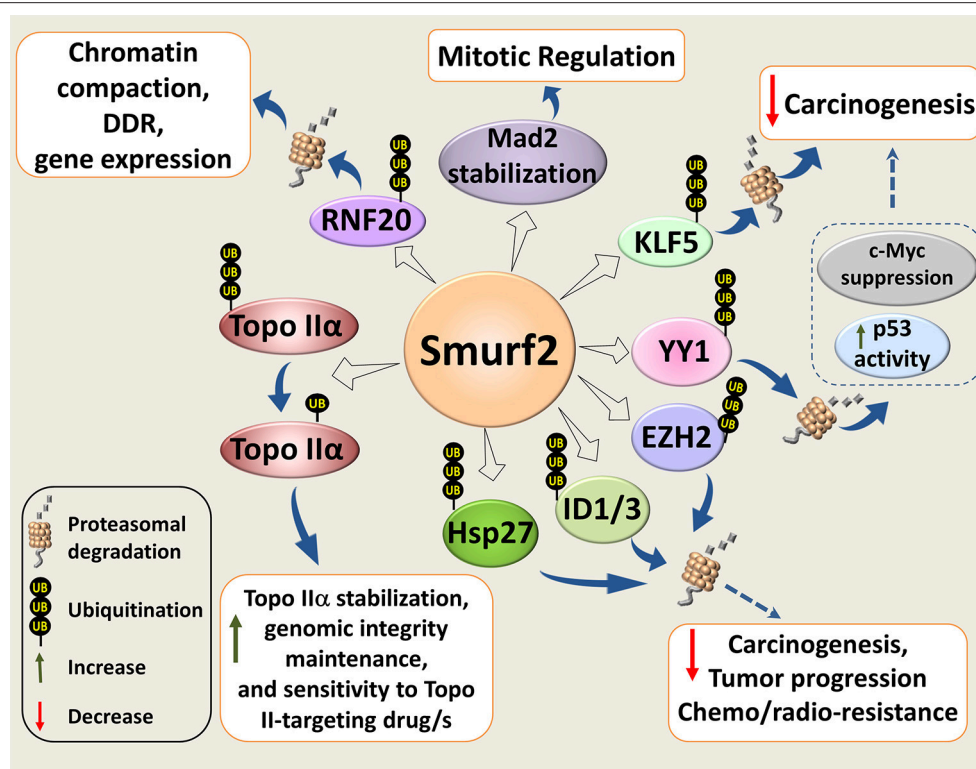 Chromatin
compaction,
DDR,
gene expression
Mitotic Regulation
Carcinogenesis
UB
UB
UB
RNF20
Mad2
stabilization
UB
UB
UB
KLF5
c-Myc
suppression
p53
activity
UB
UB
UB
Topo IIα
Smurf2
UB
UB
UB
YY1
UB
Topo IIα
UB
UB
UB
EZH2
UB
UB
UB
Hsp27
UB
UB
UB
ID1/3
Proteasomal
degradation
UB
UB
UB
Ubiquitination
Increase
Decrease
Topo IIα stabilization,
genomic integrity
maintenance,
and sensitivity to Topo
II-targeting drug/s
Carcinogenesis,
Tumor progression
Chemo/radio-resistance